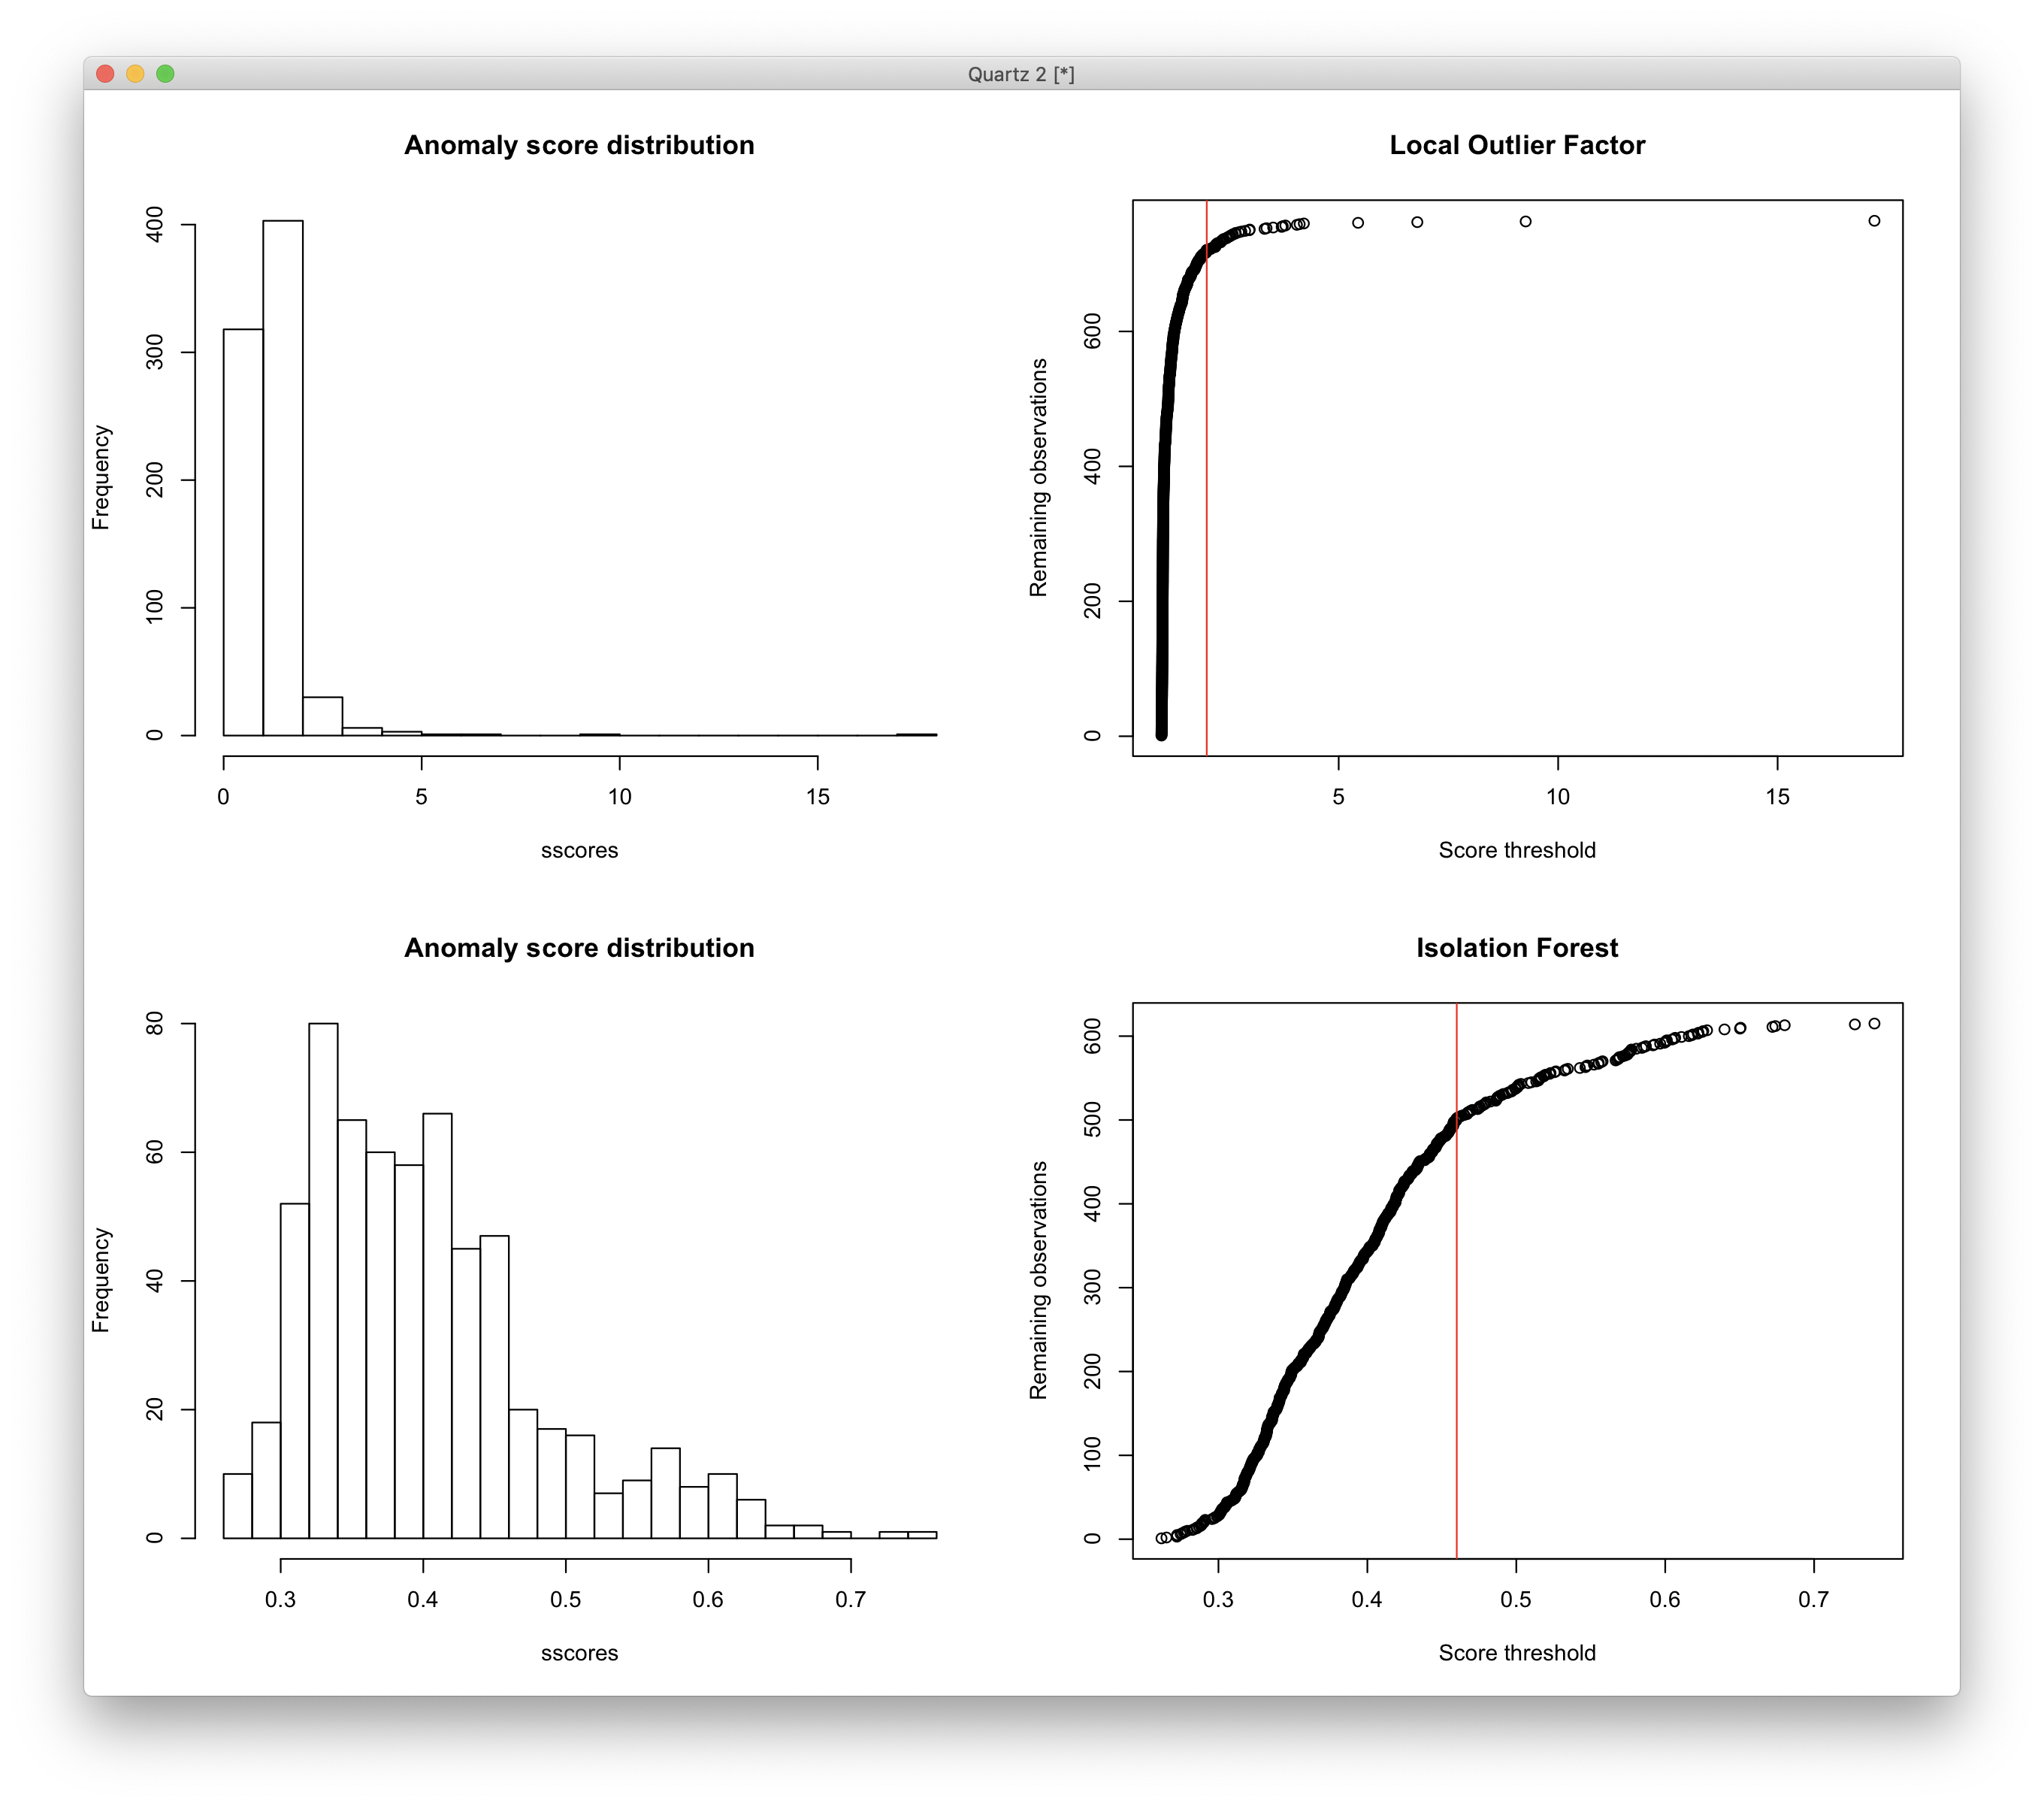 Quartz 2 [*]
Anomaly score distribution
Frequency
0 100 200 300 400
0 5 10 15
sscores
Local Outlier Factor
Remaining observations
0 200 400 600
5 10 15
Score threshold
Anomaly score distribution
Frequency
0 20 40 60 80
0.3 0.4 0.5 0.6 0.7
sscores
Isolation Forest
Remaining observations
0 100 200 300 400 500 600
0.3 0.4 0.5 0.6 0.7
Score threshold